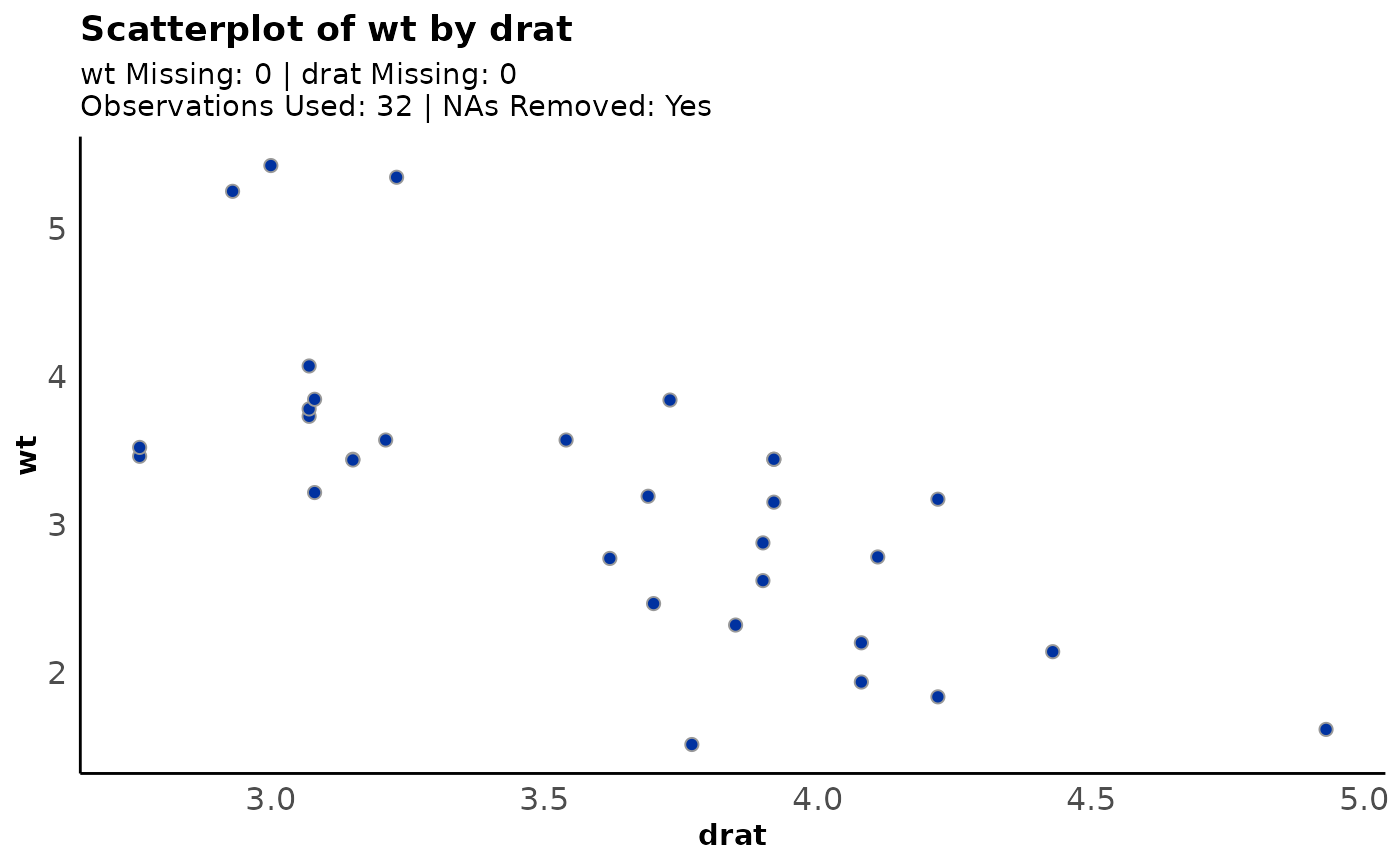 Scatterplot of wt by drat
wt Missing: 0 | drat Missing: 0
Observations Used: 32 | NAs Removed: Yes
5
4
3
2
wt
3.0 3.5 4.0 4.5 5.0
drat